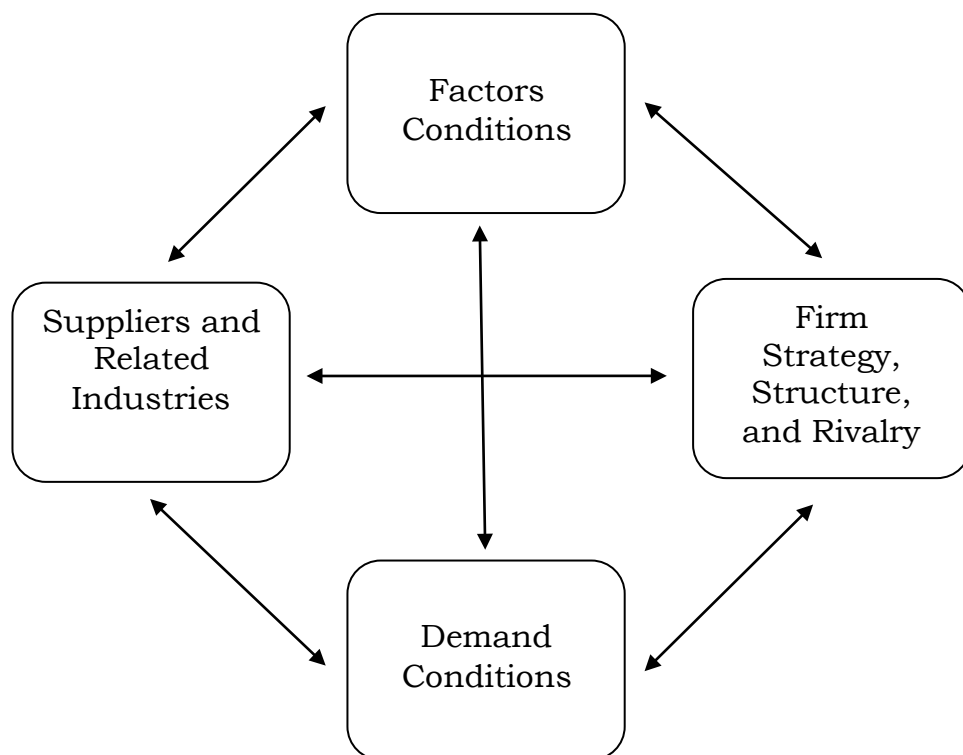 Factors
Conditions
Suppliers and
Related
Industries
Firm
Strategy,
Structure,
and Rivalry
Demand
Conditions